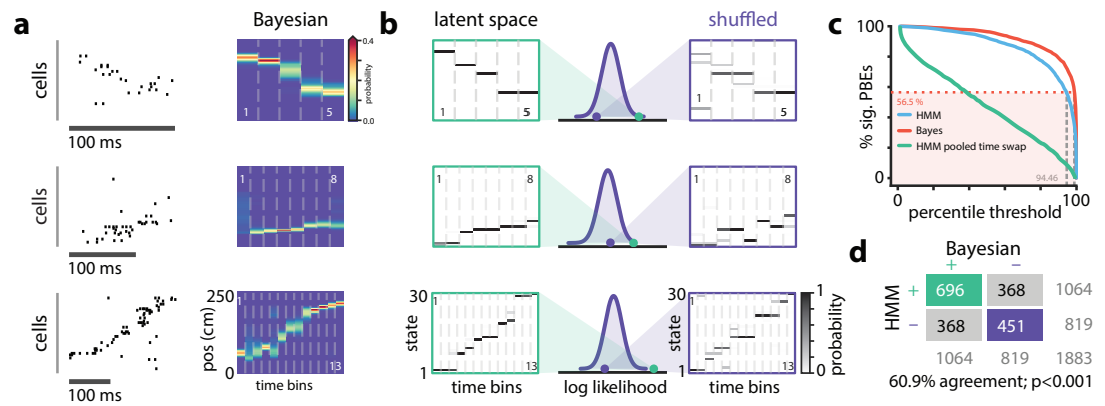 a
Bayesian
cells
100 ms
0.4
probability
0.0
1
5
cells
100 ms
1
8
cells
100 ms
250
pos (cm)
0
1
13
time bins
b
latent space
shuffled
1
5
1
5
1
8
1
8
30
state
1
1
13
time bins
log likelihood
30
state
1
1
13
time bins
1
probability
0
c
100
% sig. PBEs
0
56.5 %
HMM
Bayes
HMM pooled time swap
94.46
0
100
percentile threshold
d
Bayesian
+ −
HMM
+ 696 368 1064
− 368 451 819
1064 819 1883
60.9% agreement; p<0.001